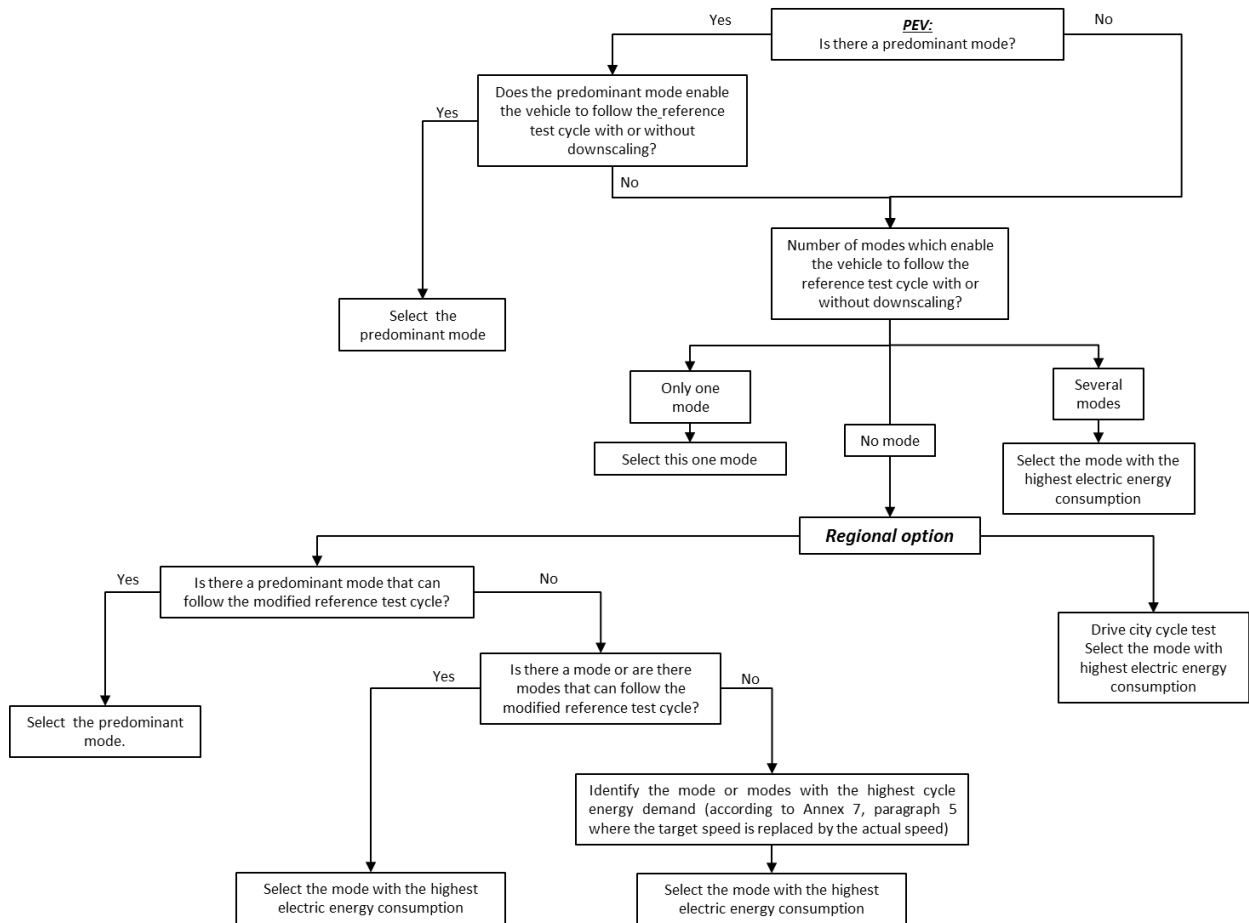 Yes
PEV:
No
Is there a predominant mode?
Does the predominant mode enable
the vehicle to follow the reference
test cycle with or without
downscaling?
Yes
No
Number of modes which enable
the vehicle to follow the
reference test cycle with or
without downscaling?
Select the
predominant mode
Only one
mode
Several
modes
No mode
Select this one mode
Select the mode with the
highest electric energy
consumption
Regional option
Yes
Is there a predominant mode that can
follow the modified reference test cycle?
No
Drive city cycle test
Select the mode with
highest electric energy
consumption
Yes
Is there a mode or are there
modes that can follow the
modified reference test cycle?
No
Select the predominant
mode.
Identify the mode or modes with the highest cycle
energy demand (according to Annex 7, paragraph 5
where the target speed is replaced by the actual speed)
Select the mode with the highest
electric energy consumption
Select the mode with the highest
electric energy consumption